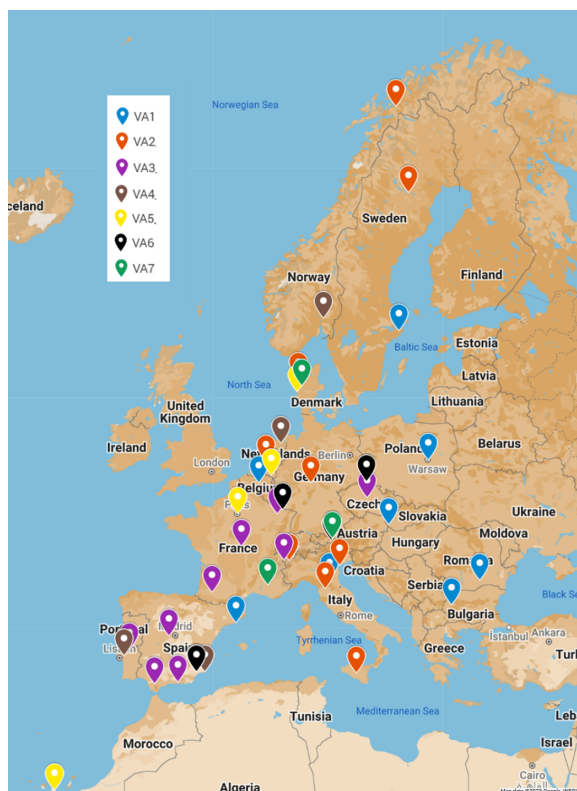 Norwegian Sea
VA1
VA2.
VA3.
VA4.
VA5.
VA6
VA7
celand
Sweden
Norway
Finland
Baltic Sea
Estonia
North Sea
Latvia
Denmark
Lithuania
United
Kingdom
Ireland
Netherlands
Berlin
Poland
Belarus
London
Warsaw
Germany
Belgium
Paris
Czech
Ukraine
Slovakia
Austria
Moldova
France
Hungary
Croatia
Romania
Serbia
Italy
Black Se
Bulgaria
Rome
Portugal
Madrid
Istanbul
Ankara
Tyrrhenian Sea
Lisbon
Spain
Greece
Turk
Mediterranean Sea
Tunisia
Leb
Morocco
Israel
Cairo
Algeria